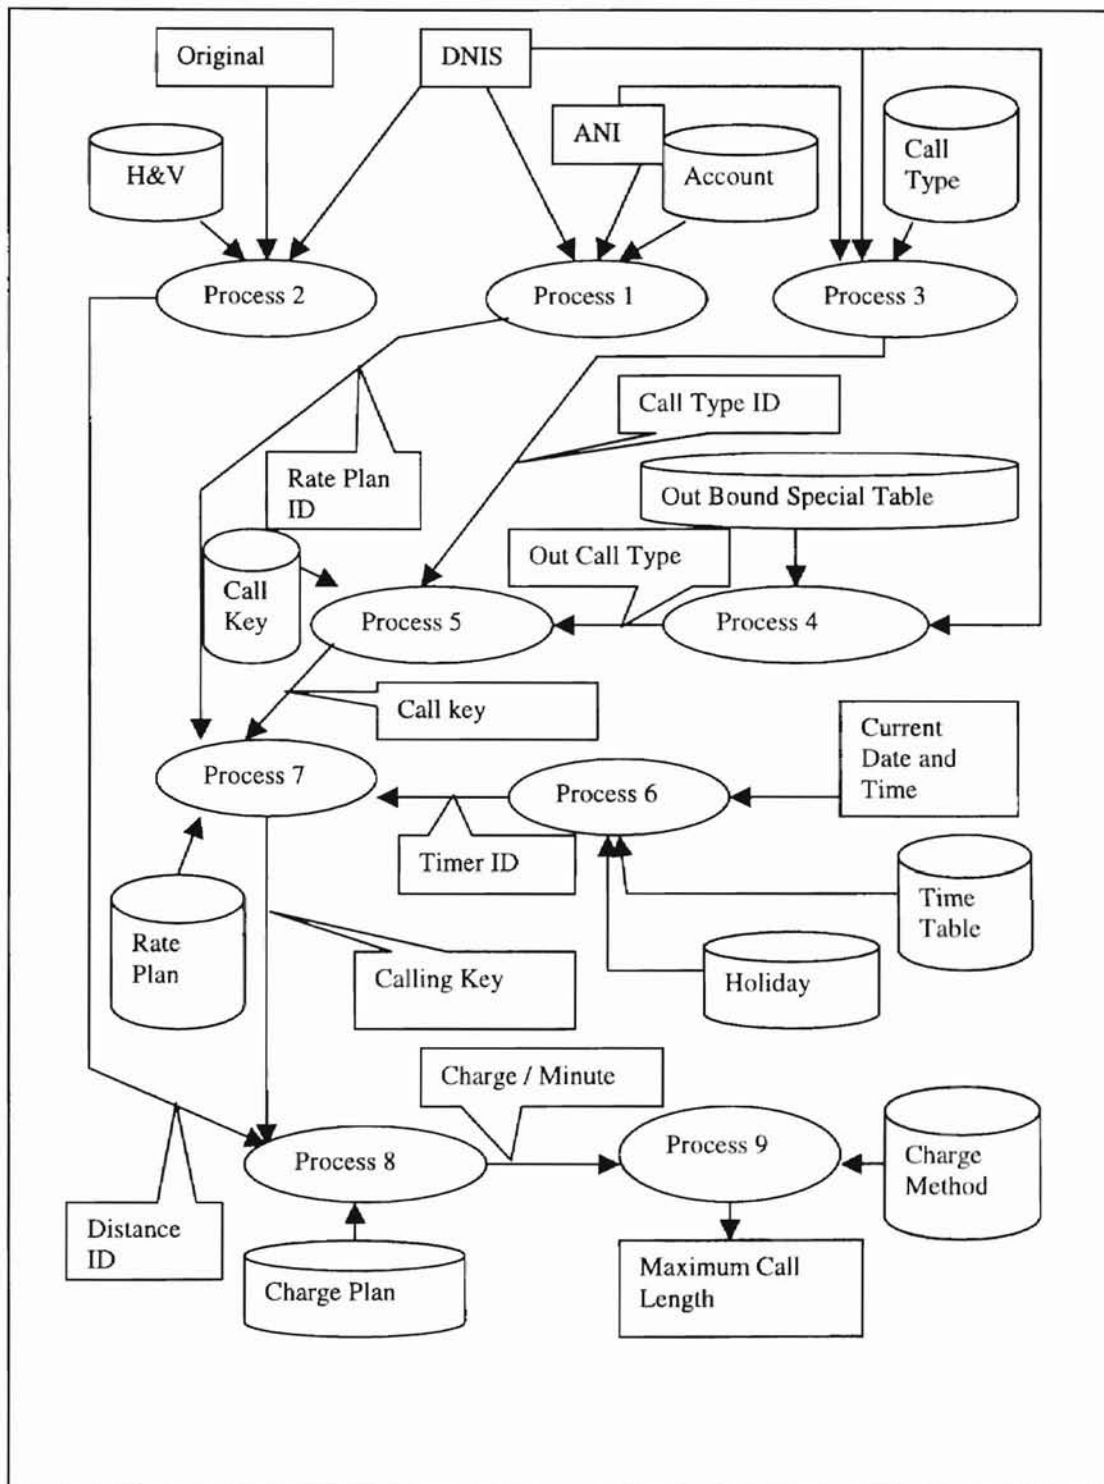 Original
DNIS
ANI
H&V
Account
Call
Type
Process 2
Process 1
Process 3
Call Type ID
Rate Plan
ID
Out Bound Special Table
Out Call Type
Call
Key
Process 5
Process 4
Call key
Current
Date and
Time
Process 7
Process 6
Timer ID
Time
Table
Rate
Plan
Calling Key
Holiday
Charge / Minute
Process 8
Process 9
Charge
Method
Distance
ID
Charge Plan
Maximum Call
Length